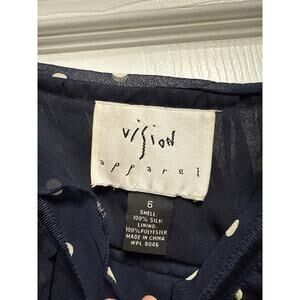 vision
apparel
6
SHELL:
100% SILK
LINING:
100% POLYESTER
MADE IN CHINA
WPL 8046